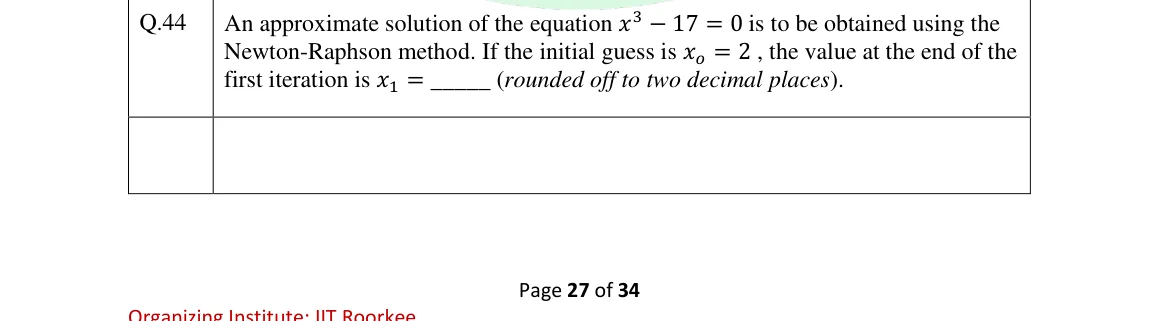 Q.44 An approximate solution of the equation x³ − 17 = 0 is to be obtained using the
Newton-Raphson method. If the initial guess is xₒ = 2 , the value at the end of the
first iteration is x₁ = _____ (rounded off to two decimal places).
Page 27 of 34
Organizing Institute: IIT Roorkee